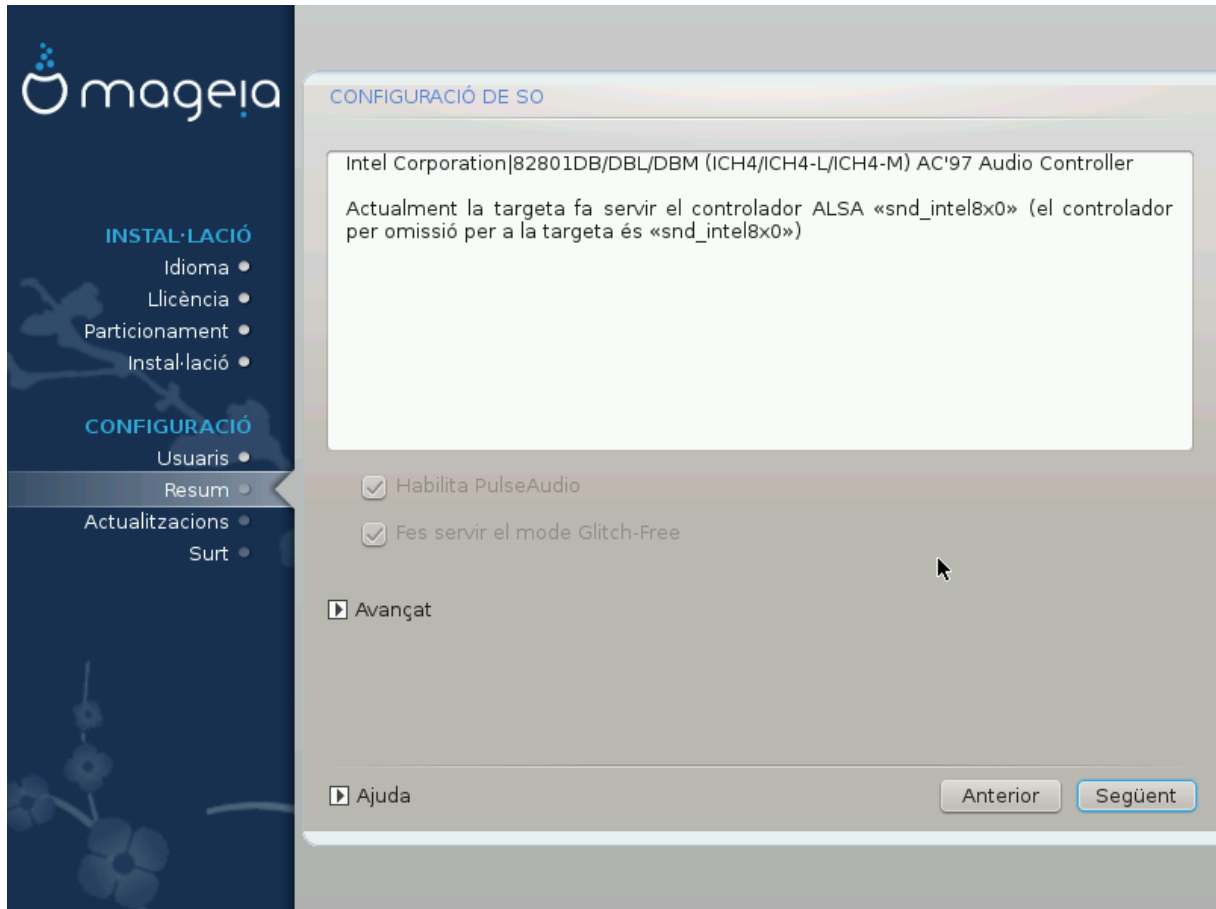 mageia
INSTAL·LACIÓ
Idioma
Llicència
Particionament
Instal·lació
CONFIGURACIÓ
Usuaris
Resum
Actualitzacions
Surt
CONFIGURACIÓ DE SO
Intel Corporation|82801DB/DBL/DBM (ICH4/ICH4-L/ICH4-M) AC'97 Audio Controller
Actualment la targeta fa servir el controlador ALSA «snd_intel8x0» (el controlador
per omissió per a la targeta és «snd_intel8x0»)
Habilita PulseAudio
Fes servir el mode Glitch-Free
Avançat
Ajuda
Anterior
Següent